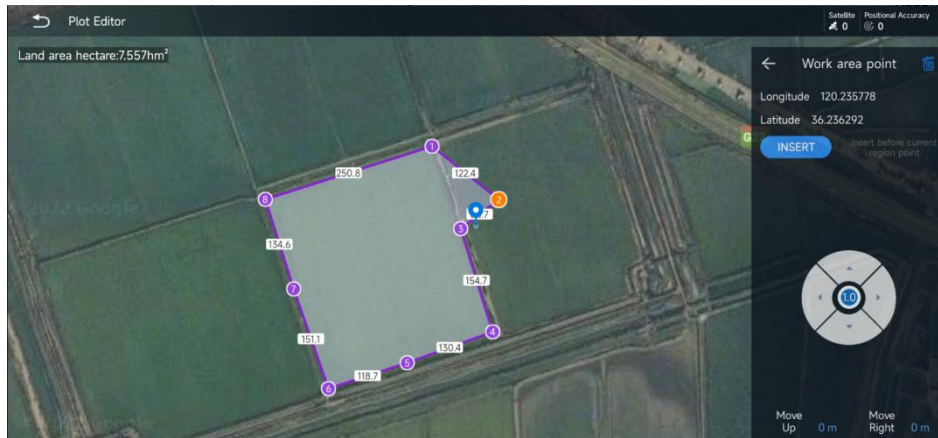 Plot Editor
Satellite
0
Positional Accuracy
0
Land area hectare:7.557hm²
Work area point
Longitude 120.235778
Latitude 36.236292
INSERT
Insert before current
region point
1
250.8
122.4
8
2
3
134.6
154.7
7
4
151.1
130.4
5
118.7
6
1.0
Move
Up 0 m
Move
Right 0 m